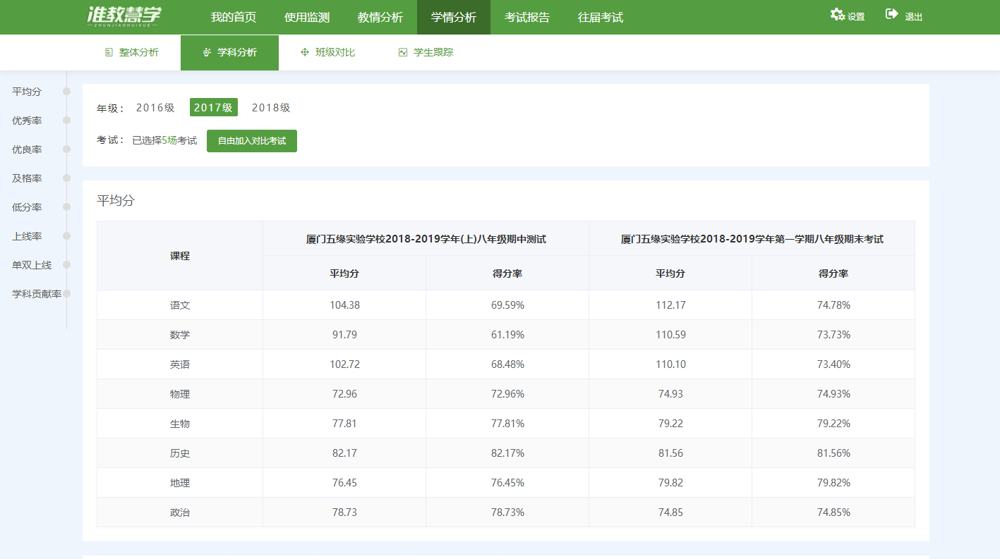 准教慧学 我的首页 使用监测 教情分析 学情分析 考试报告 往届考试 设置 退出
ZHUNJIAOHUIXUE
整体分析 学科分析 班级对比 学生跟踪
平均分
优秀率
优良率
及格率
低分率
上线率
单双上线
学科贡献率
年级： 2016级 2017级 2018级
考试： 已选择5场考试 自由加入对比考试
平均分
课程 厦门五缘实验学校2018-2019学年(上)八年级期中测试 厦门五缘实验学校2018-2019学年第一学期八年级期末考试
平均分 得分率 平均分 得分率
语文 104.38 69.59% 112.17 74.78%
数学 91.79 61.19% 110.59 73.73%
英语 102.72 68.48% 110.10 73.40%
物理 72.96 72.96% 74.93 74.93%
生物 77.81 77.81% 79.22 79.22%
历史 82.17 82.17% 81.56 81.56%
地理 76.45 76.45% 79.82 79.82%
政治 78.73 78.73% 74.85 74.85%